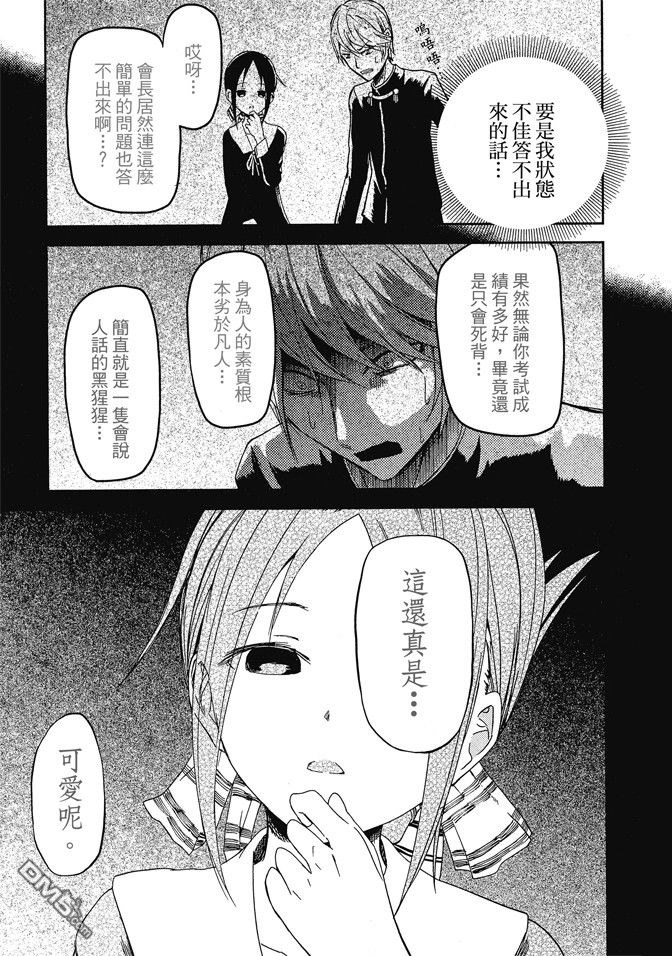 要是我狀態
不佳答不出
來的話…
嗚唔唔…
哎呀…
會長居然連這麼
簡單的問題也答
不出來啊…？
果然無論你考試成
績有多好，畢竟還
是只會死背…
身為人的素質根
本劣於凡人…
簡直就是一隻會說
人話的黑猩猩…
這還真是…
可愛呢。
DM5.com